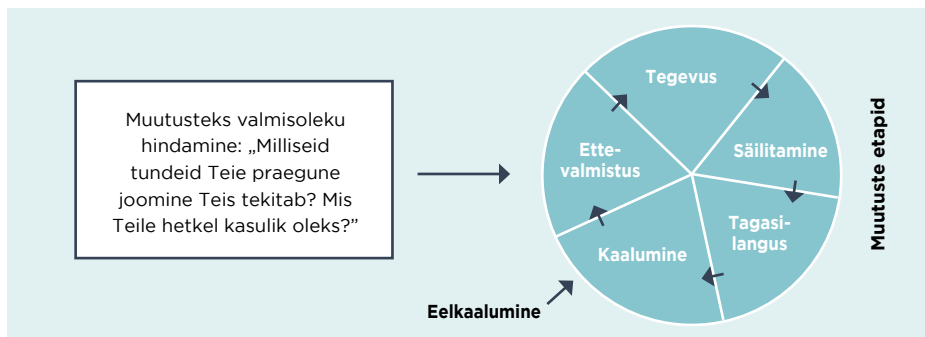 Muutusteks valmisoleku
hindamine: „Milliseid
tundeid Teie praegune
joomine Teis tekitab? Mis
Teile hetkel kasulik oleks?”
Tegevus
Ette-
valmistus
Säilitamine
Tagasi-
langus
Kaalumine
Eelkaalumine
Muutuste etapid